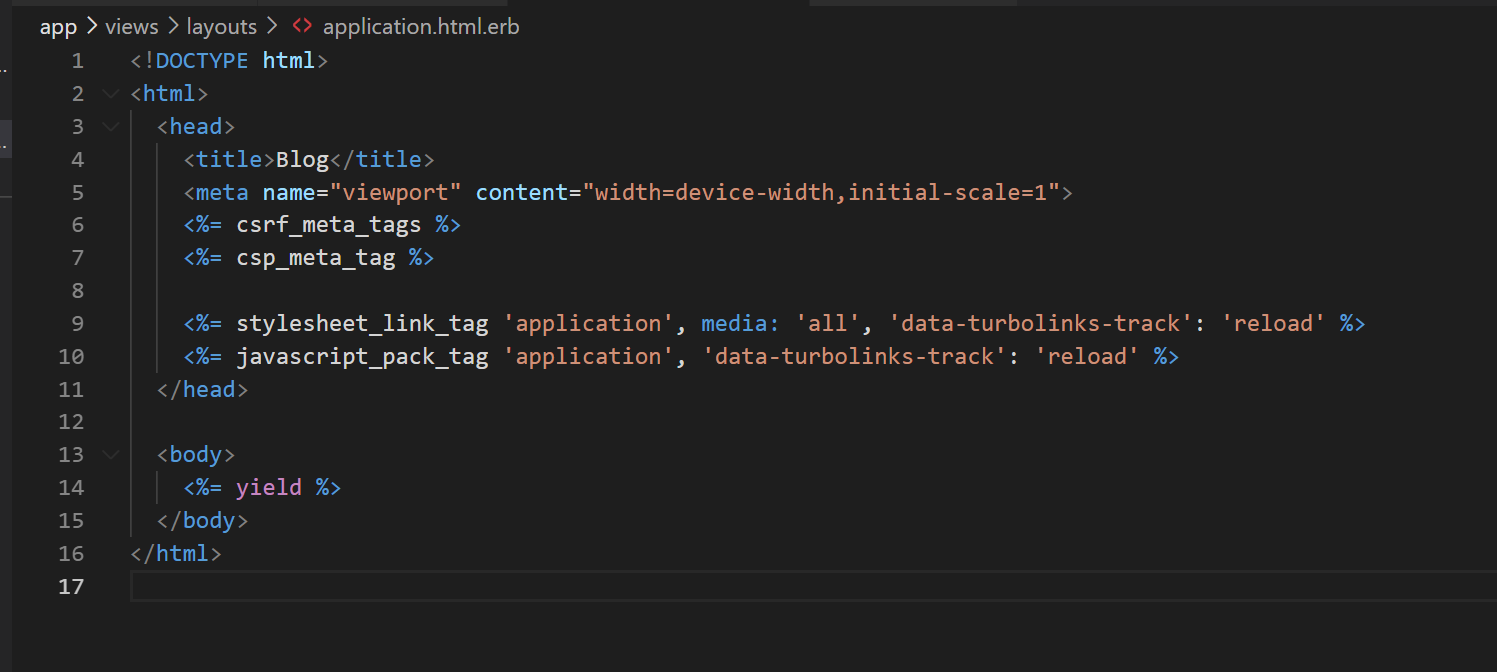 app > views > layouts > <> application.html.erb
1 <!DOCTYPE html>
2 <html>
3 <head>
4 <title>Blog</title>
5 <meta name="viewport" content="width=device-width,initial-scale=1">
6 <%= csrf_meta_tags %>
7 <%= csp_meta_tag %>
8
9 <%= stylesheet_link_tag 'application', media: 'all', 'data-turbolinks-track': 'reload' %>
10 <%= javascript_pack_tag 'application', 'data-turbolinks-track': 'reload' %>
11 </head>
12
13 <body>
14 <%= yield %>
15 </body>
16 </html>
17